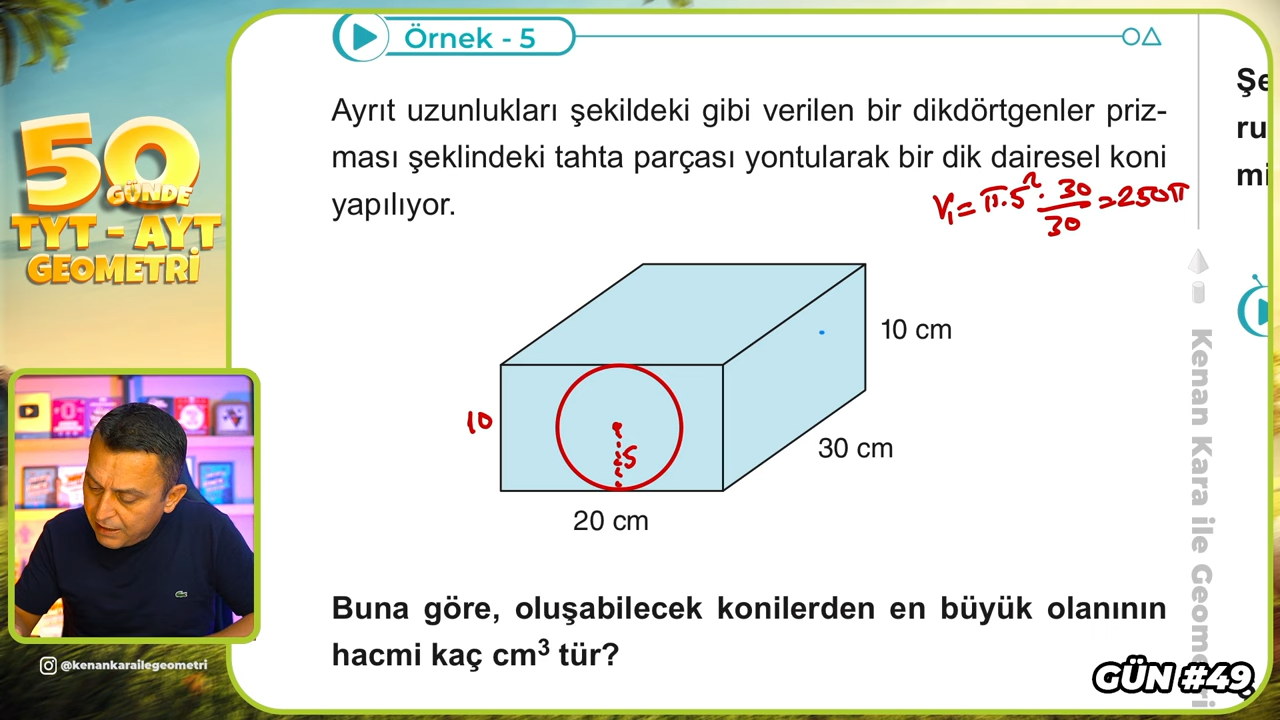 Örnek - 5
Ayrıt uzunlukları şekildeki gibi verilen bir dikdörtgenler priz-
ması şeklindeki tahta parçası yontularak bir dik dairesel koni
yapılıyor.
V₁ = π.5². 30/30 = 250π
10 cm
10
5
30 cm
20 cm
Buna göre, oluşabilecek konilerden en büyük olanının
hacmi kaç cm³ tür?
50
GÜNDE
TYT - AYT
GEOMETRİ
@kenankarailegeometri
Şe
ru
mi
Kenan Kara ile Geometri
GÜN #49